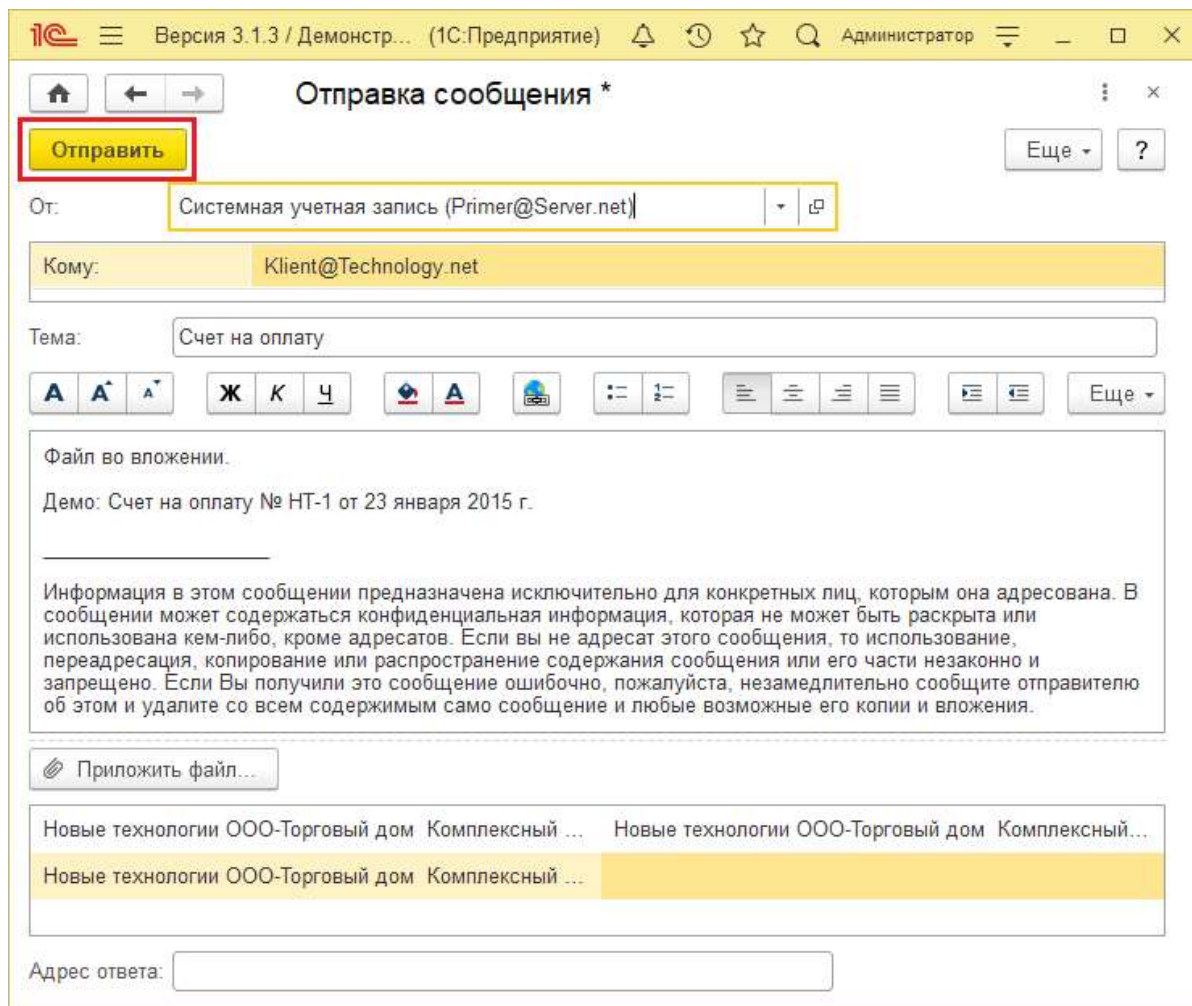 1С Версия 3.1.3 / Демонстр... (1С:Предприятие) Администратор
Отправка сообщения *
Отправить Еще ?
От: Системная учетная запись (Primer@Server.net)
Кому: Klient@Technology.net
Тема: Счет на оплату
А А А Ж К Ч А Еще
Файл во вложении.
Демо: Счет на оплату № НТ-1 от 23 января 2015 г.
Информация в этом сообщении предназначена исключительно для конкретных лиц, которым она адресована. В
сообщении может содержаться конфиденциальная информация, которая не может быть раскрыта или
использована кем-либо, кроме адресатов. Если вы не адресат этого сообщения, то использование,
переадресация, копирование или распространение содержания сообщения или его части незаконно и
запрещено. Если Вы получили это сообщение ошибочно, пожалуйста, незамедлительно сообщите отправителю
об этом и удалите со всем содержимым само сообщение и любые возможные его копии и вложения.
Приложить файл...
Новые технологии ООО-Торговый дом Комплексный ... Новые технологии ООО-Торговый дом Комплексный...
Новые технологии ООО-Торговый дом Комплексный ...
Адрес ответа: